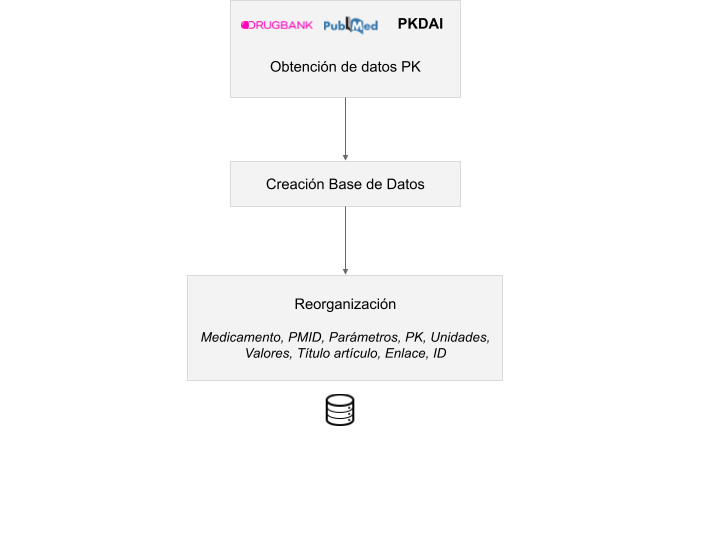 DRUGBANK PubMed PKDAI
Obtención de datos PK
Creación Base de Datos
Reorganización
Medicamento, PMID, Parámetros, PK, Unidades,
Valores, Título artículo, Enlace, ID